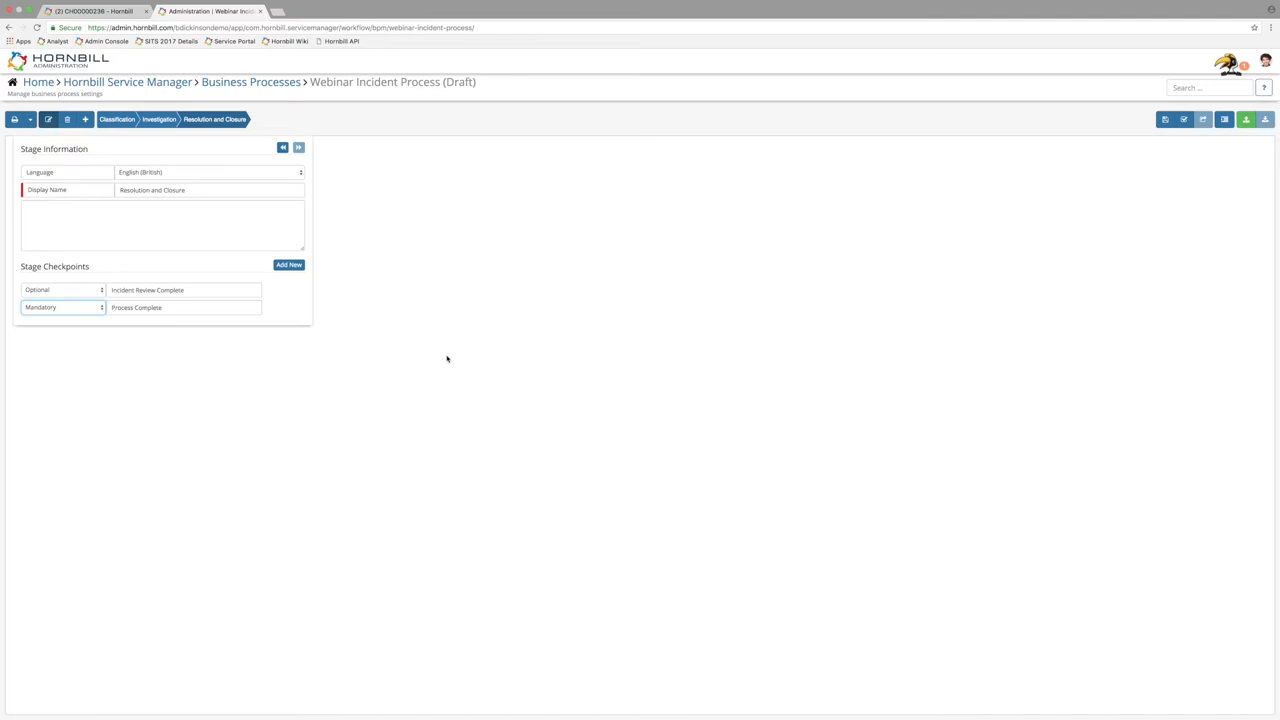 (2) CH00000236 - Hornbill
Administration | Webinar Incid
Secure https://admin.hornbill.com/bdickinsondemo/app/com.hornbill.servicemanager/workflow/bpm/webinar-incident-process/
Apps Analyst Admin Console SITS 2017 Details Service Portal Hornbill Wiki Hornbill API
HORNBILL
ADMINISTRATION
1
Home > Hornbill Service Manager > Business Processes > Webinar Incident Process (Draft)
Manage business process settings
Search ...
?
Classification Investigation Resolution and Closure
Stage Information
Language English (British)
Display Name Resolution and Closure
Stage Checkpoints Add New
Optional Incident Review Complete
Mandatory Process Complete